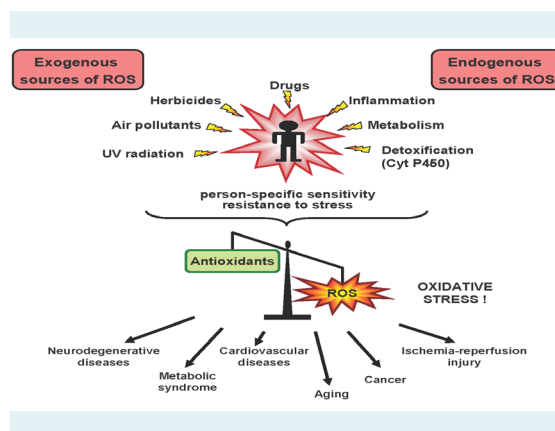 Exogenous
sources of ROS
Endogenous
sources of ROS
Drugs
Herbicides
Inflammation
Air pollutants
Metabolism
UV radiation
Detoxification
(Cyt P450)
person-specific sensitivity
resistance to stress
Antioxidants
ROS
OXIDATIVE
STRESS !
Neurodegenerative
diseases
Metabolic
syndrome
Cardiovascular
diseases
Aging
Cancer
Ischemia-reperfusion
injury